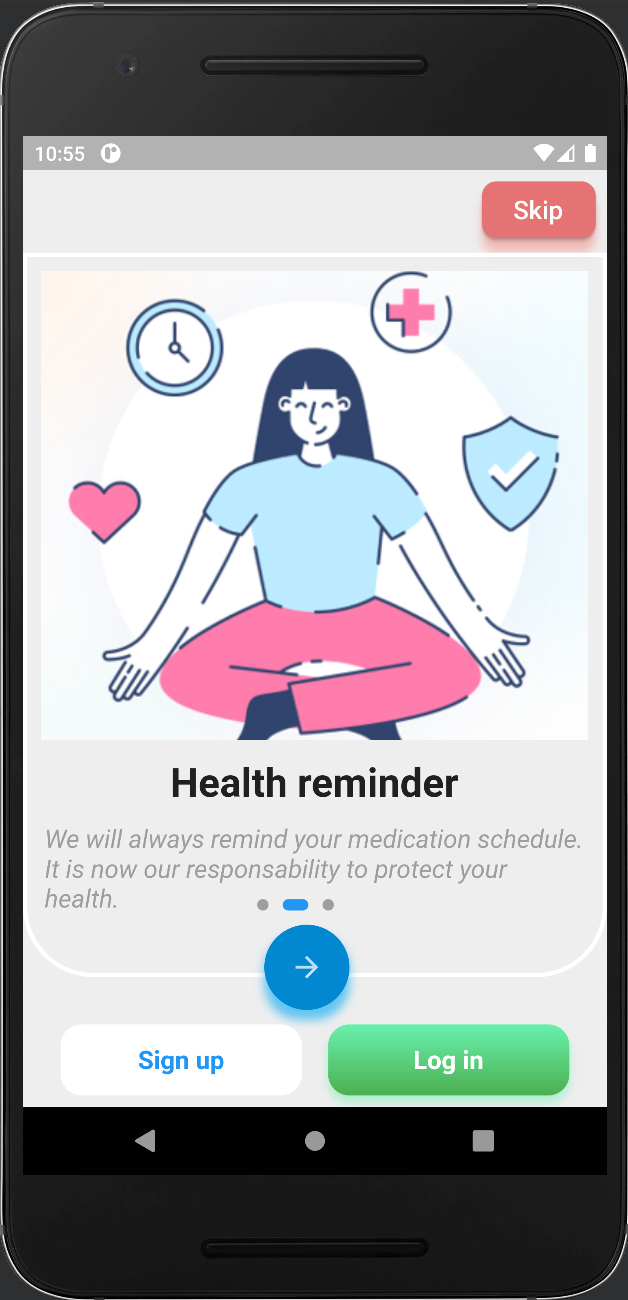 10:55
Skip
Health reminder
We will always remind your medication schedule.
It is now our responsability to protect your
health.
Sign up
Log in